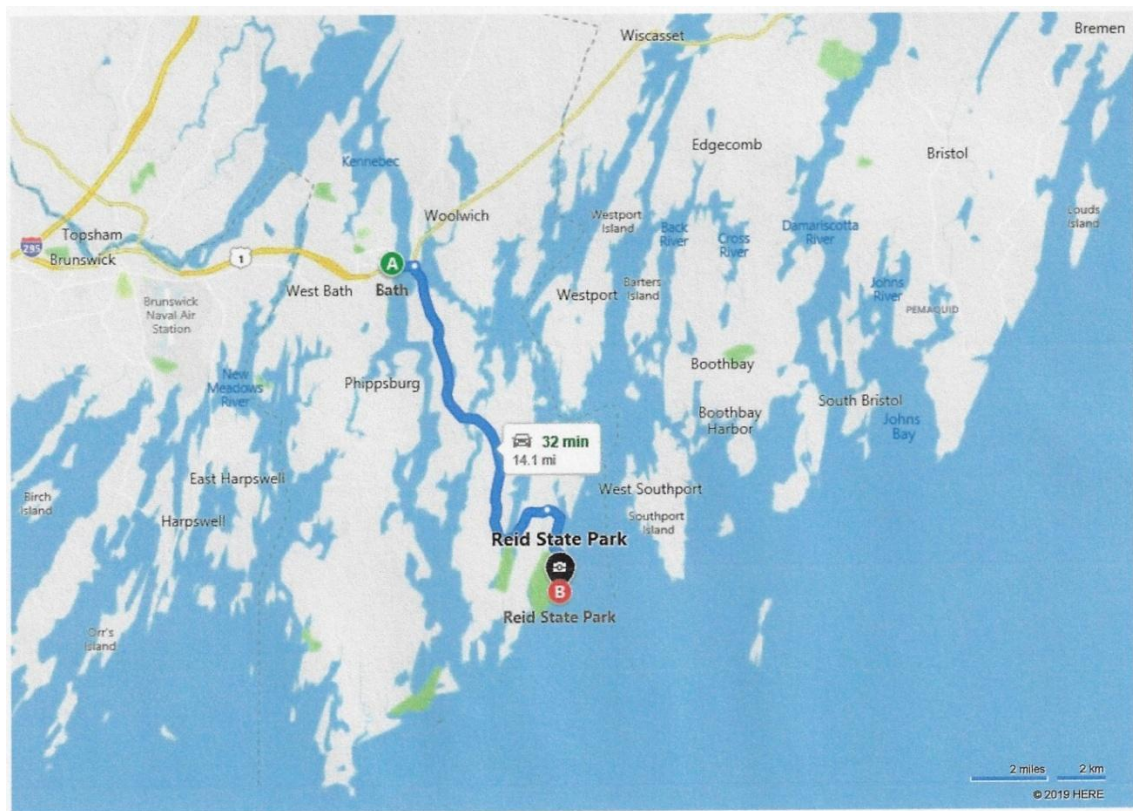 Wiscasset
Bremen
Edgecomb
Bristol
Kennebec
Woolwich
Westport
Island
Back
River
Cross
River
Damariscotta
River
Louds
Island
Topsham
295
Brunswick
1
A
Bath
West Bath
Westport
Barters
Island
Johns
River
PEMAQUID
Brunswick
Naval Air
Station
New
Meadows
River
Phippsburg
Boothbay
Boothbay
Harbor
South Bristol
Johns
Bay
32 min
14.1 mi
East Harpswell
West Southport
Birch
island
Harpswell
Southport
Island
Reid State Park
B
Reid State Park
Orr's
Island
2 miles
2 km
© 2019 HERE